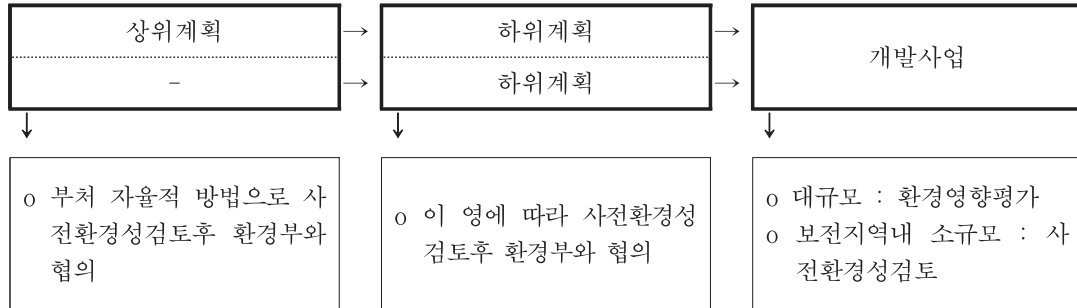 상위계획 → 하위계획 → 개발사업
- → 하위계획 →
↓ ↓ ↓
o 부처 자율적 방법으로 사
전환경성검토후 환경부와
협의
o 이 영에 따라 사전환경성
검토후 환경부와 협의
o 대규모 : 환경영향평가
o 보전지역내 소규모 : 사
전환경성검토